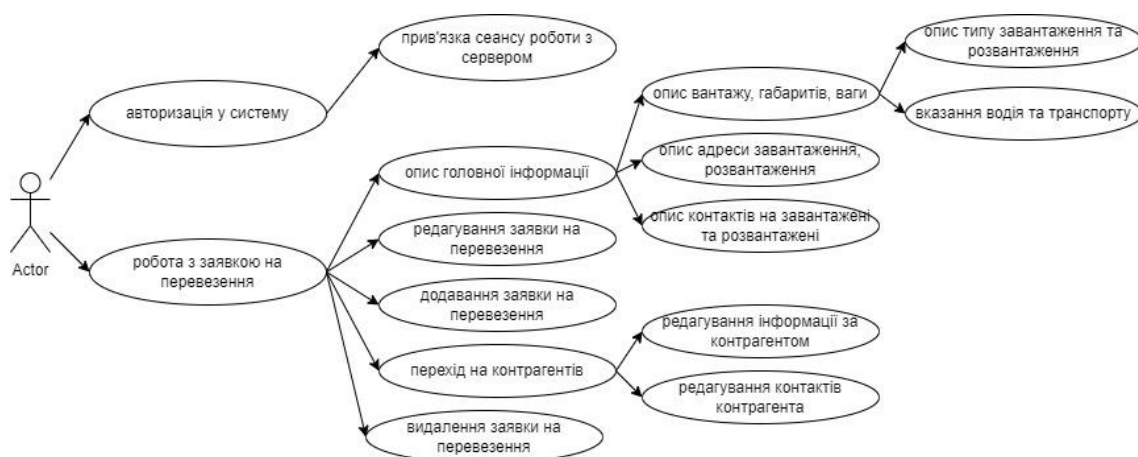 прив'язка сеансу роботи з
сервером
авторизація у систему
Actor
робота з заявкою на
перевезення
опис головної інформації
редагування заявки на
перевезення
додавання заявки на
перевезення
перехід на контрагентів
видалення заявки на
перевезення
опис вантажу, габаритів, ваги
опис адреси завантаження,
розвантаження
опис контактів на завантажені
та розвантажені
редагування інформації за
контрагентом
редагування контактів
контрагента
опис типу завантаження та
розвантаження
вказання водія та транспорту